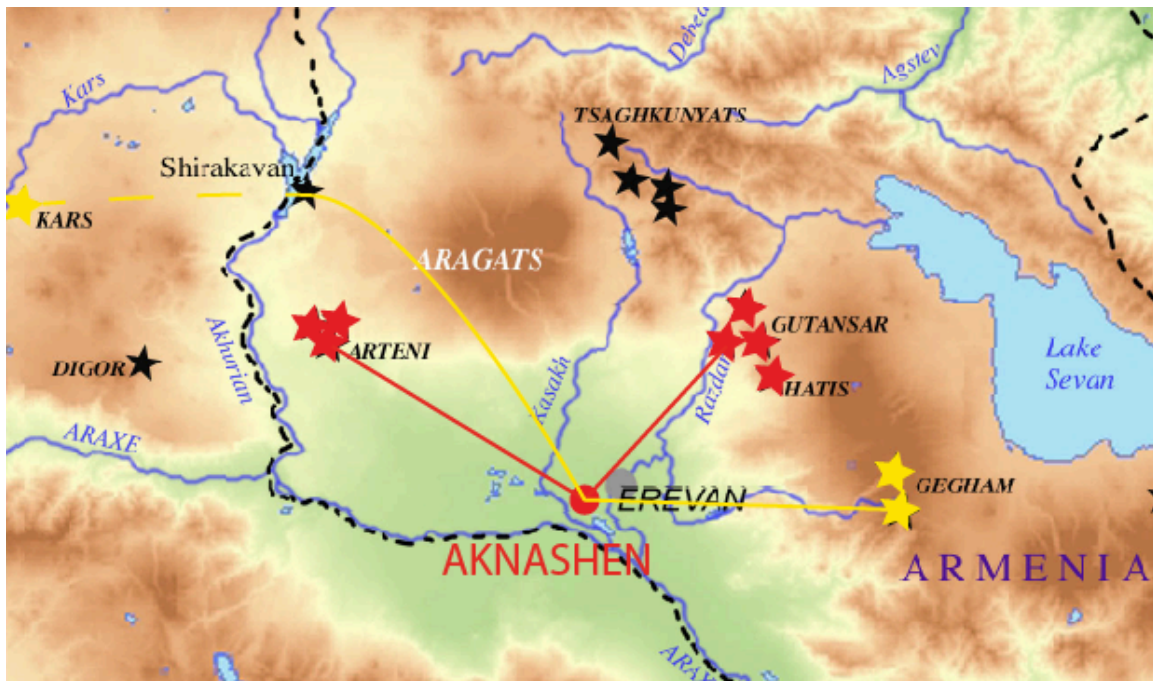 Kars
Debed
Agstev
TSAGHKUNYATS
Shirakavan
KARS
ARAGATS
Akhurian
ARTENI
GUTANSAR
DIGOR
Kasakh
Razdan
HATIS
Lake
Sevan
ARAXE
GEGHAM
EREVAN
AKNASHEN
ARMENIA